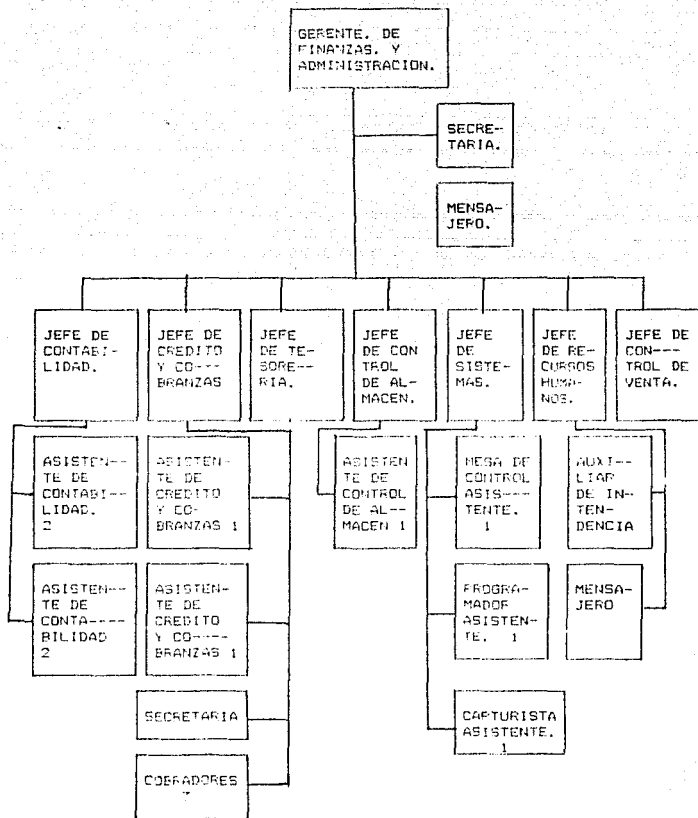 GERENTE. DE
FINANZAS. Y
ADMINISTRACION.
SECRE-
TARIA.
MENSA-
JERO.
JEFE DE
CONTABI-
LIDAD.
JEFE DE
CREDITO
Y CO----
BRANZAS
JEFE
DE TE-
SORE--
RIA.
JEFE
DE CON
TROL
DE AL-
MACEN.
JEFE
DE
SISTE-
MAS.
JEFE
DE RE-
CURSOS
HUMA-
NOS.
JEFE DE
CON---
TROL DE
VENTA.
ASISTEN--
TE DE
CONTABI--
LIDAD.
2
ASISTEN-
TE DE
CREDITO
Y CO-
BRANZAS 1
ASISTEN
TE DE
CONTROL
DE AL--
MACEN 1
MESA DE
CONTROL
ASIS---
TENTE.
1
AUXI--
LIAR
DE IN-
TEN-
DENCIA
ASISTEN--
TE DE
CONTA----
BILIDAD
2
ASISTEN-
TE DE
CREDITO
Y CO----
BRANZAS 1
PROGRA-
MADOR
ASISTEN-
TE. 1
MENSA-
JERO
SECRETARIA
CAPTURISTA
ASISTENTE.
1
COBRADORES